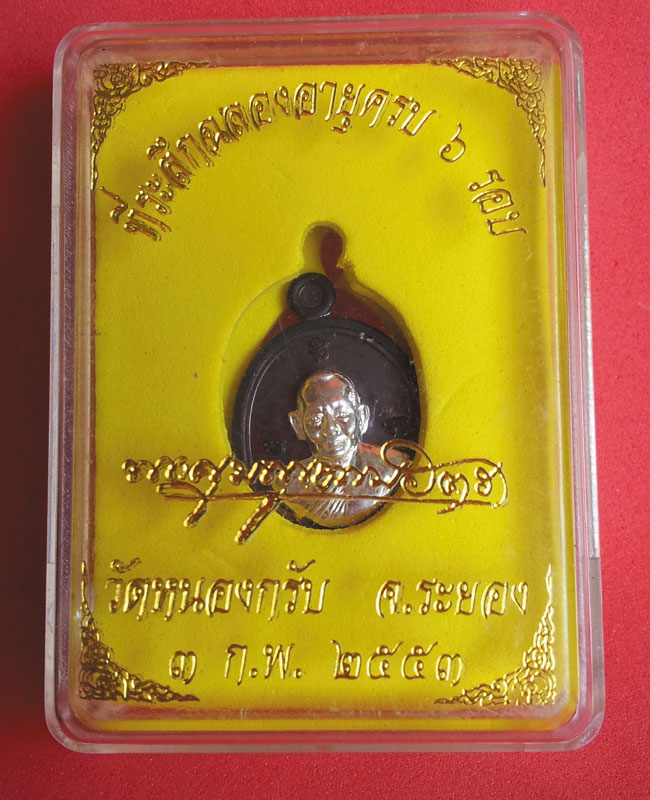 ที่ระลึกฉลองอายุครบ ๖ รอบ
วัดหนองกรับ จ.ระยอง
๓ ก.พ. ๒๕๕๓